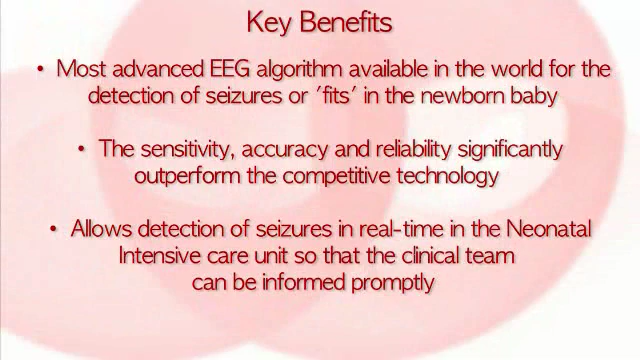 Key Benefits
• Most advanced EEG algorithm available in the world for the
detection of seizures or 'fits' in the newborn baby
• The sensitivity, accuracy and reliability significantly
outperform the competitive technology
• Allows detection of seizures in real-time in the Neonatal
Intensive care unit so that the clinical team
can be informed promptly